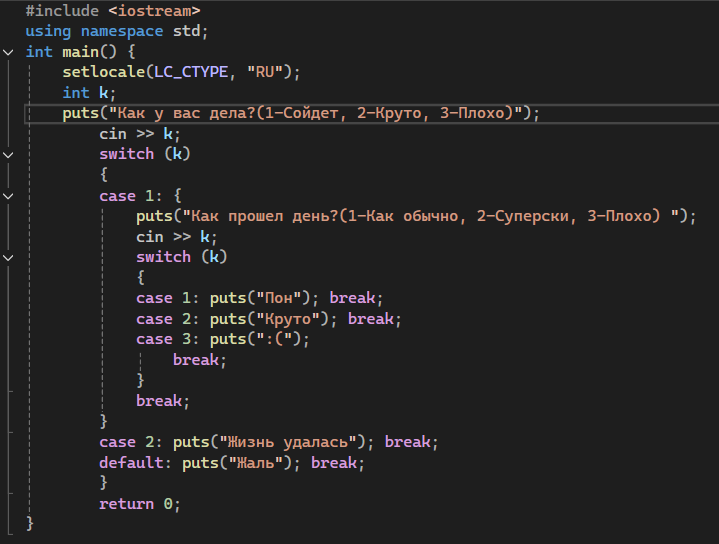 #include <iostream>
using namespace std;
int main() {
    setlocale(LC_CTYPE, "RU");
    int k;
    puts("Как у вас дела?(1-Сойдет, 2-Круто, 3-Плохо)");
        cin >> k;
        switch (k)
        {
        case 1: {
            puts("Как прошел день?(1-Как обычно, 2-Суперски, 3-Плохо) ");
            cin >> k;
            switch (k)
            {
            case 1: puts("Пон"); break;
            case 2: puts("Круто"); break;
            case 3: puts(":(");
                break;
            }
            break;
        }
        case 2: puts("Жизнь удалась"); break;
        default: puts("Жаль"); break;
        }
        return 0;
}